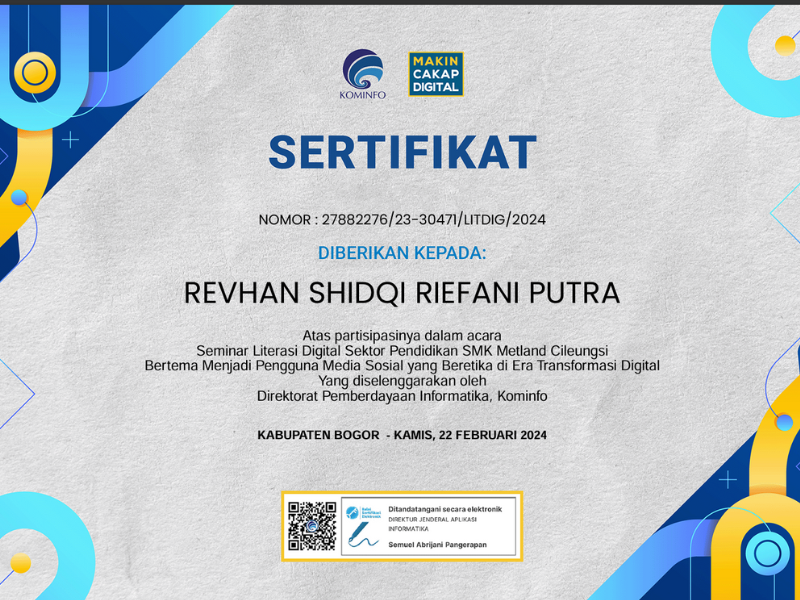 KOMINFO
MAKIN
CAKAP
DIGITAL
SERTIFIKAT
NOMOR : 27882276/23-30471/LITDIG/2024
DIBERIKAN KEPADA:
REVHAN SHIDQI RIEFANI PUTRA
Atas partisipasinya dalam acara
Seminar Literasi Digital Sektor Pendidikan SMK Metland Cileungsi
Bertema Menjadi Pengguna Media Sosial yang Beretika di Era Transformasi Digital
Yang diselenggarakan oleh
Direktorat Pemberdayaan Informatika, Kominfo
KABUPATEN BOGOR - KAMIS, 22 FEBRUARI 2024
Balai
Sertifikasi
Elektronik
Ditandatangani secara elektronik
DIREKTUR JENDERAL APLIKASI
INFORMATIKA
Semuel Abrijani Pangerapan